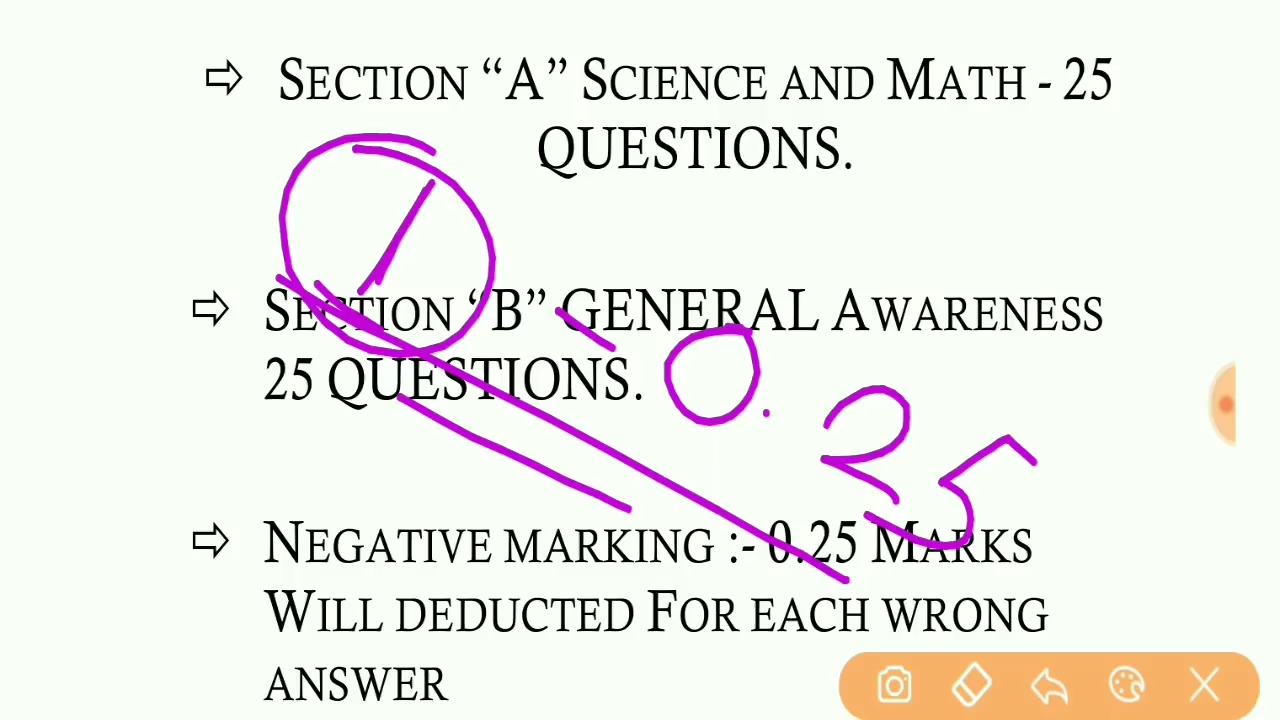 ⇨ SECTION “A” SCIENCE AND MATH - 25
QUESTIONS.
1
⇨ SECTION “B” GENERAL AWARENESS
25 QUESTIONS.
- 0.25
⇨ NEGATIVE MARKING :- 0.25 MARKS
WILL DEDUCTED FOR EACH WRONG
ANSWER